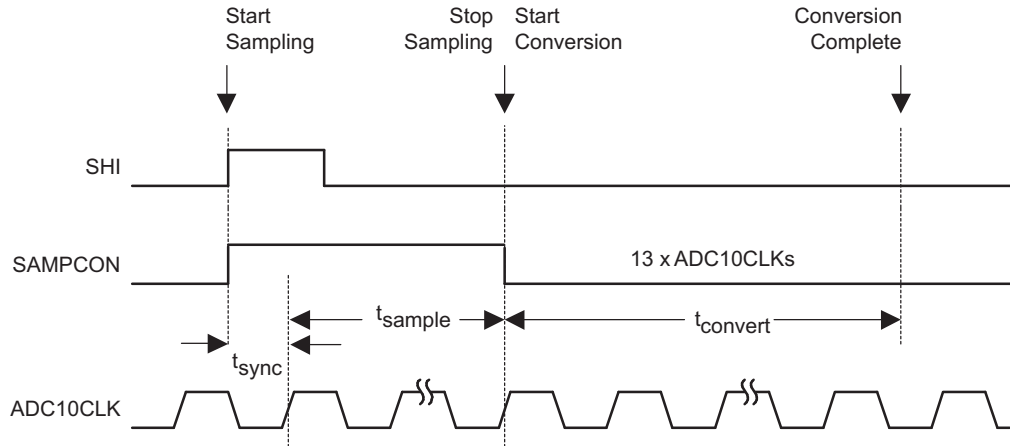 Start
Sampling
Stop
Sampling
Start
Conversion
Conversion
Complete
SHI
SAMPCON
13 x ADC10CLKs
tsample
tconvert
tsync
ADC10CLK